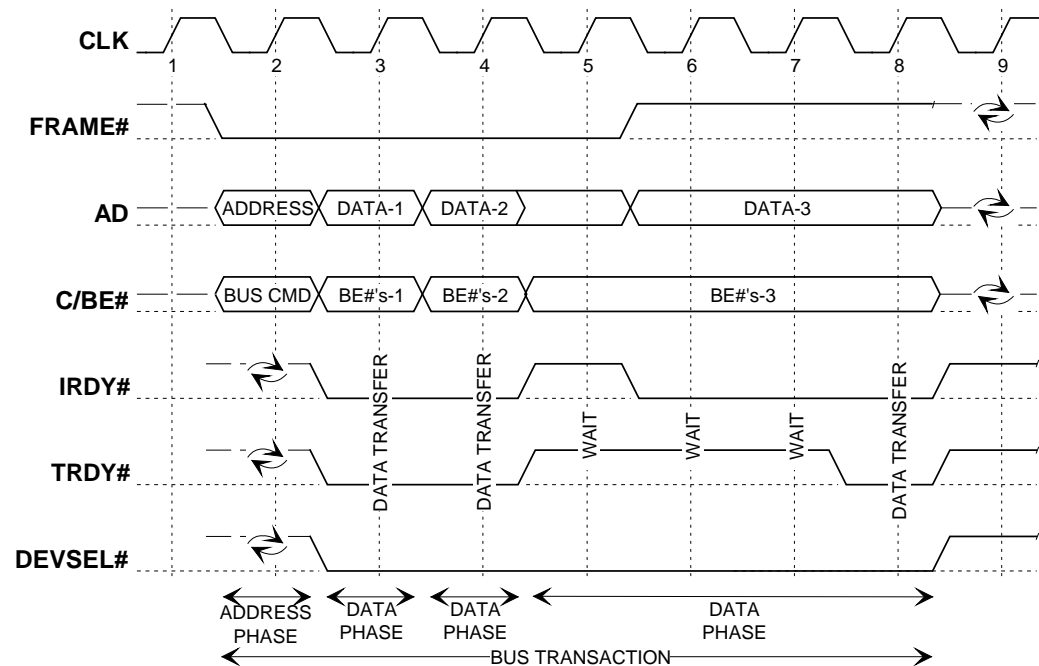 CLK
1 2 3 4 5 6 7 8 9
FRAME#
AD
ADDRESS DATA-1 DATA-2 DATA-3
C/BE#
BUS CMD BE#'s-1 BE#'s-2 BE#'s-3
IRDY#
TRDY#
DATA TRANSFER
DATA TRANSFER
WAIT
WAIT
WAIT
DATA TRANSFER
DEVSEL#
ADDRESS
PHASE
DATA
PHASE
DATA
PHASE
DATA
PHASE
BUS TRANSACTION